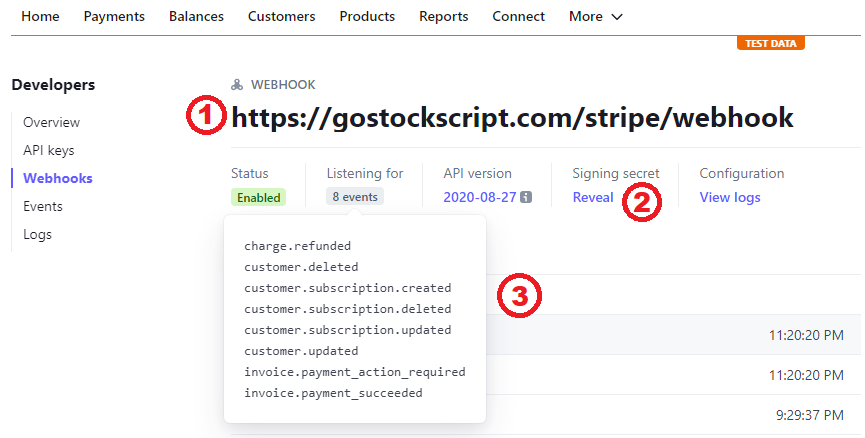 Home Payments Balances Customers Products Reports Connect More
TEST DATA
Developers
Overview
API keys
Webhooks
Events
Logs
WEBHOOK
1 https://gostockscript.com/stripe/webhook
Status Listening for API version Signing secret Configuration
Enabled 8 events 2020-08-27 i Reveal 2 View logs
charge.refunded
customer.deleted
customer.subscription.created 3
customer.subscription.deleted
customer.subscription.updated
customer.updated
invoice.payment_action_required
invoice.payment_succeeded
11:20:20 PM
11:20:20 PM
9:29:37 PM